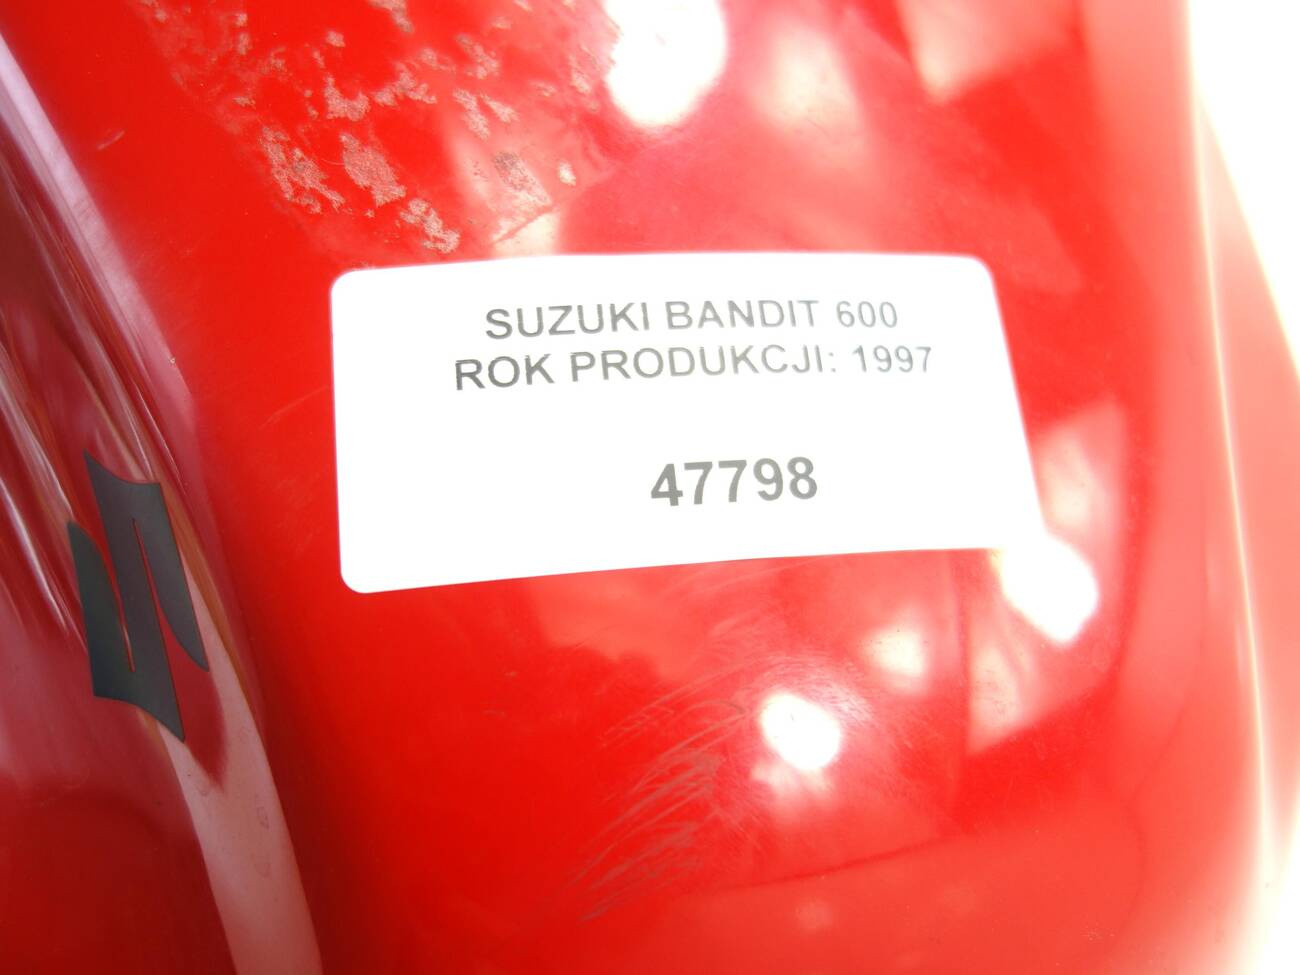 SUZUKI BANDIT 600
ROK PRODUKCJI: 1997
47798